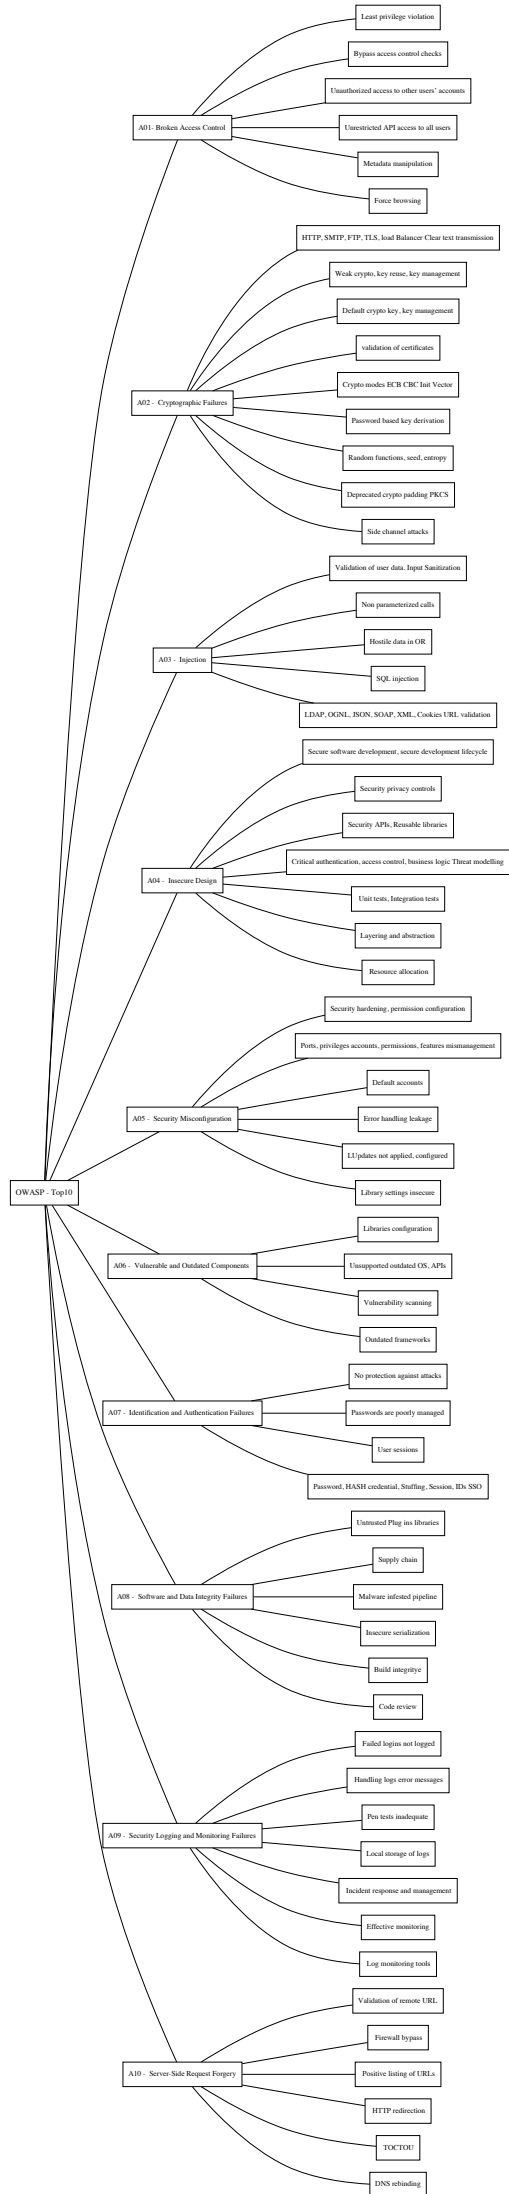 Least privilege violation
Bypass access control checks
Unauthorized access to other users' accounts
A01- Broken Access Control
Unrestricted API access to all users
Metadata manipulation
Force browsing
HTTP, SMTP, FTP, TLS, load Balancer Clear text transmission
Weak crypto, key reuse, key management
Default crypto key, key management
validation of certificates
Crypto modes ECB CBC Init Vector
A02 - Cryptographic Failures
Password based key derivation
Random functions, seed, entropy
Deprecated crypto padding PKCS
Side channel attacks
Validation of user data. Input Sanitization
Non parameterized calls
Hostile data in OR
A03 - Injection
SQL injection
LDAP, OGNL, JSON, SOAP, XML, Cookies URL validation
Secure software development, secure development lifecycle
Security privacy controls
Security APIs, Reusable libraries
Critical authentication, access control, business logic Threat modelling
A04 - Insecure Design
Unit tests, Integration tests
Layering and abstraction
Resource allocation
Security hardening, permission configuration
Ports, privileges accounts, permissions, features mismanagement
Default accounts
A05 - Security Misconfiguration
Error handling leakage
LUpdates not applied, configured
Library settings insecure
OWASP - Top10
Libraries configuration
A06 - Vulnerable and Outdated Components
Unsupported outdated OS, APIs
Vulnerability scanning
Outdated frameworks
No protection against attacks
A07 - Identification and Authentication Failures
Passwords are poorly managed
User sessions
Password, HASH credential, Stuffing, Session, IDs SSO
Untrusted Plug ins libraries
Supply chain
A08 - Software and Data Integrity Failures
Malware infested pipeline
Insecure serialization
Build integritye
Code review
Failed logins not logged
Handling logs error messages
Pen tests inadequate
A09 - Security Logging and Monitoring Failures
Local storage of logs
Incident response and management
Effective monitoring
Log monitoring tools
Validation of remote URL
Firewall bypass
A10 - Server-Side Request Forgery
Positive listing of URLs
HTTP redirection
TOCTOU
DNS rebinding